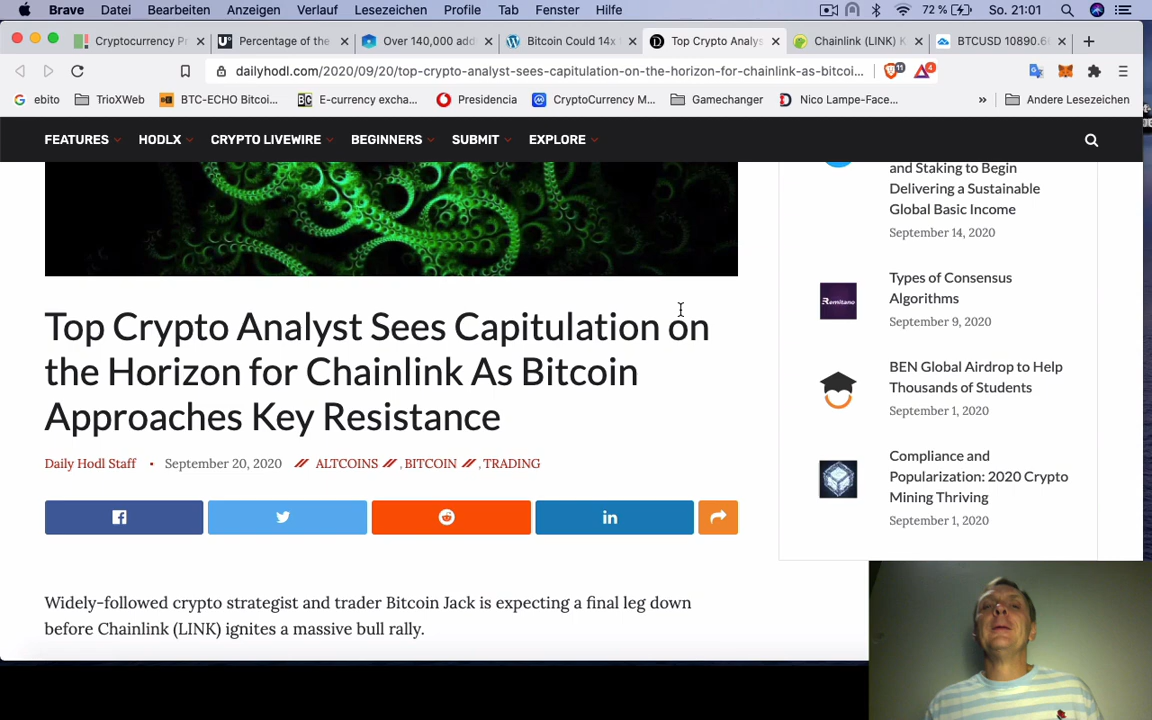 Brave Datei Bearbeiten Anzeigen Verlauf Lesezeichen Profile Tab Fenster Hilfe 72 % So. 21:01
Cryptocurrency Pr Percentage of the Over 140,000 add Bitcoin Could 14x Top Crypto Analys Chainlink (LINK) K BTCUSD 10890.6
dailyhodl.com/2020/09/20/top-crypto-analyst-sees-capitulation-on-the-horizon-for-chainlink-as-bitcoi... 11 4
ebito TrioXWeb BTC-ECHO Bitcoi... E-currency excha... Presidencia CryptoCurrency M... Gamechanger Nico Lampe-Face... » Andere Lesezeichen
FEATURES HODLX CRYPTO LIVEWIRE BEGINNERS SUBMIT EXPLORE
and Staking to Begin
Delivering a Sustainable
Global Basic Income
September 14, 2020
Remitano
Types of Consensus
Algorithms
September 9, 2020
BEN Global Airdrop to Help
Thousands of Students
September 1, 2020
Compliance and
Popularization: 2020 Crypto
Mining Thriving
September 1, 2020
Top Crypto Analyst Sees Capitulation on
the Horizon for Chainlink As Bitcoin
Approaches Key Resistance
Daily Hodl Staff • September 20, 2020 // ALTCOINS // , BITCOIN // , TRADING
Widely-followed crypto strategist and trader Bitcoin Jack is expecting a final leg down
before Chainlink (LINK) ignites a massive bull rally.